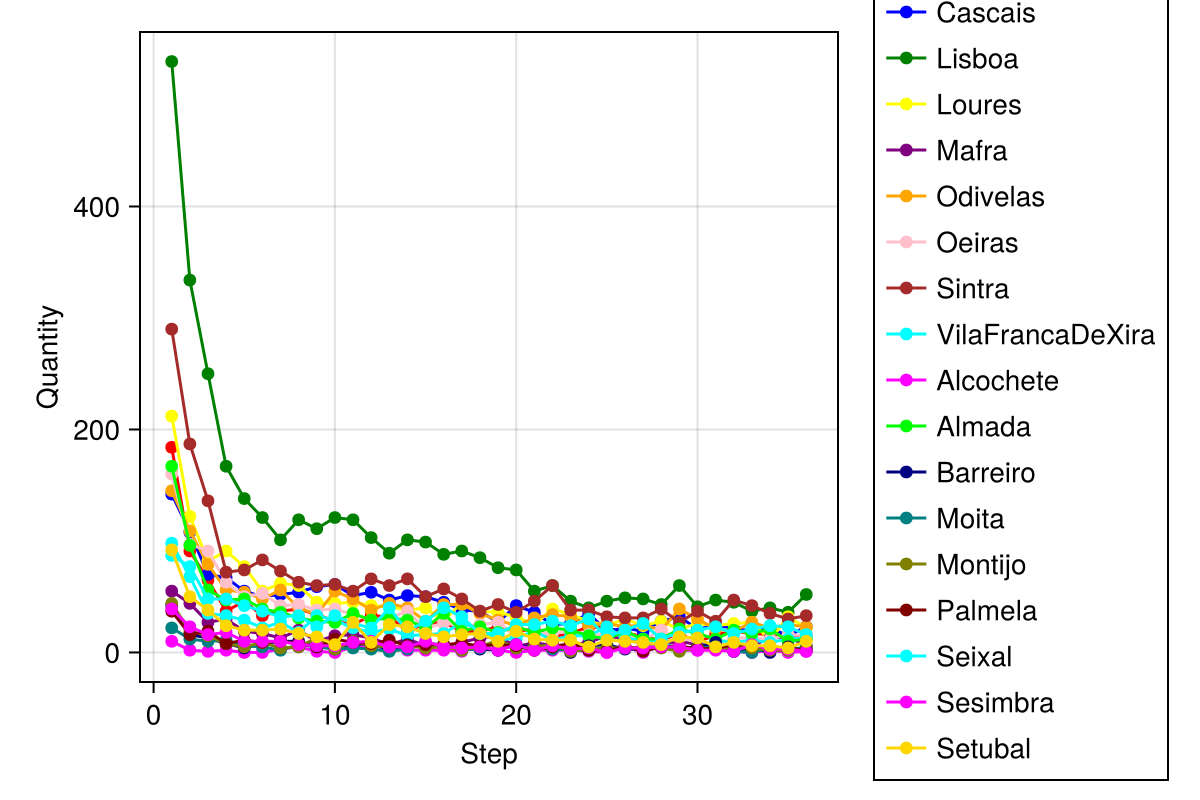 Quantity
400
200
0
0
10
20
30
Step
Cascais
Lisboa
Loures
Mafra
Odivelas
Oeiras
Sintra
VilaFrancaDeXira
Alcochete
Almada
Barreiro
Moita
Montijo
Palmela
Seixal
Sesimbra
Setubal